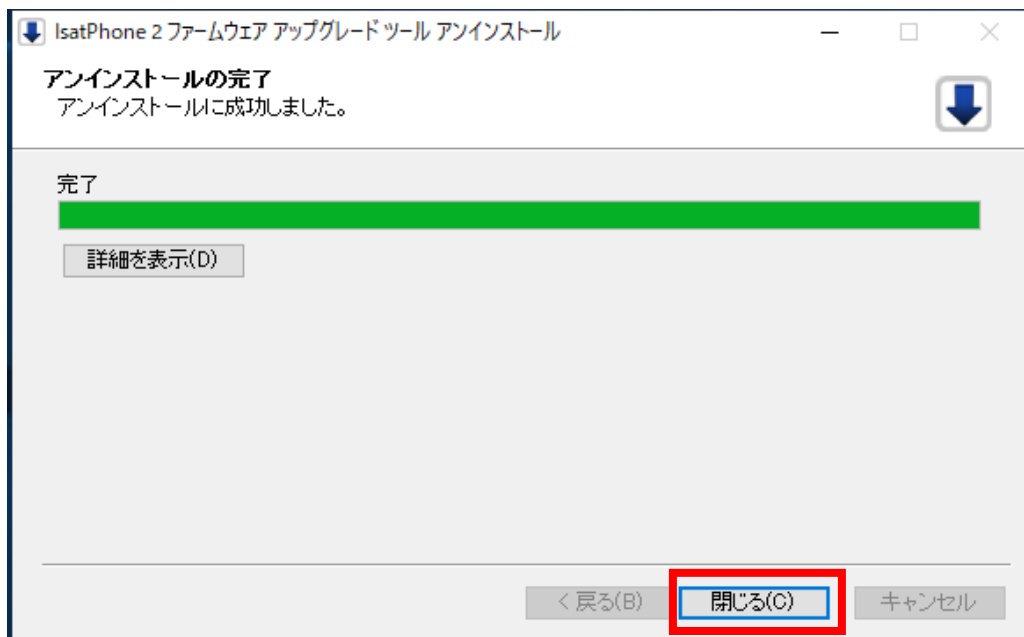 IsatPhone 2 ファームウェア アップグレード ツール アンインストール
アンインストールの完了
アンインストールに成功しました。
完了
詳細を表示(D)
< 戻る(B)
閉じる(C)
キャンセル